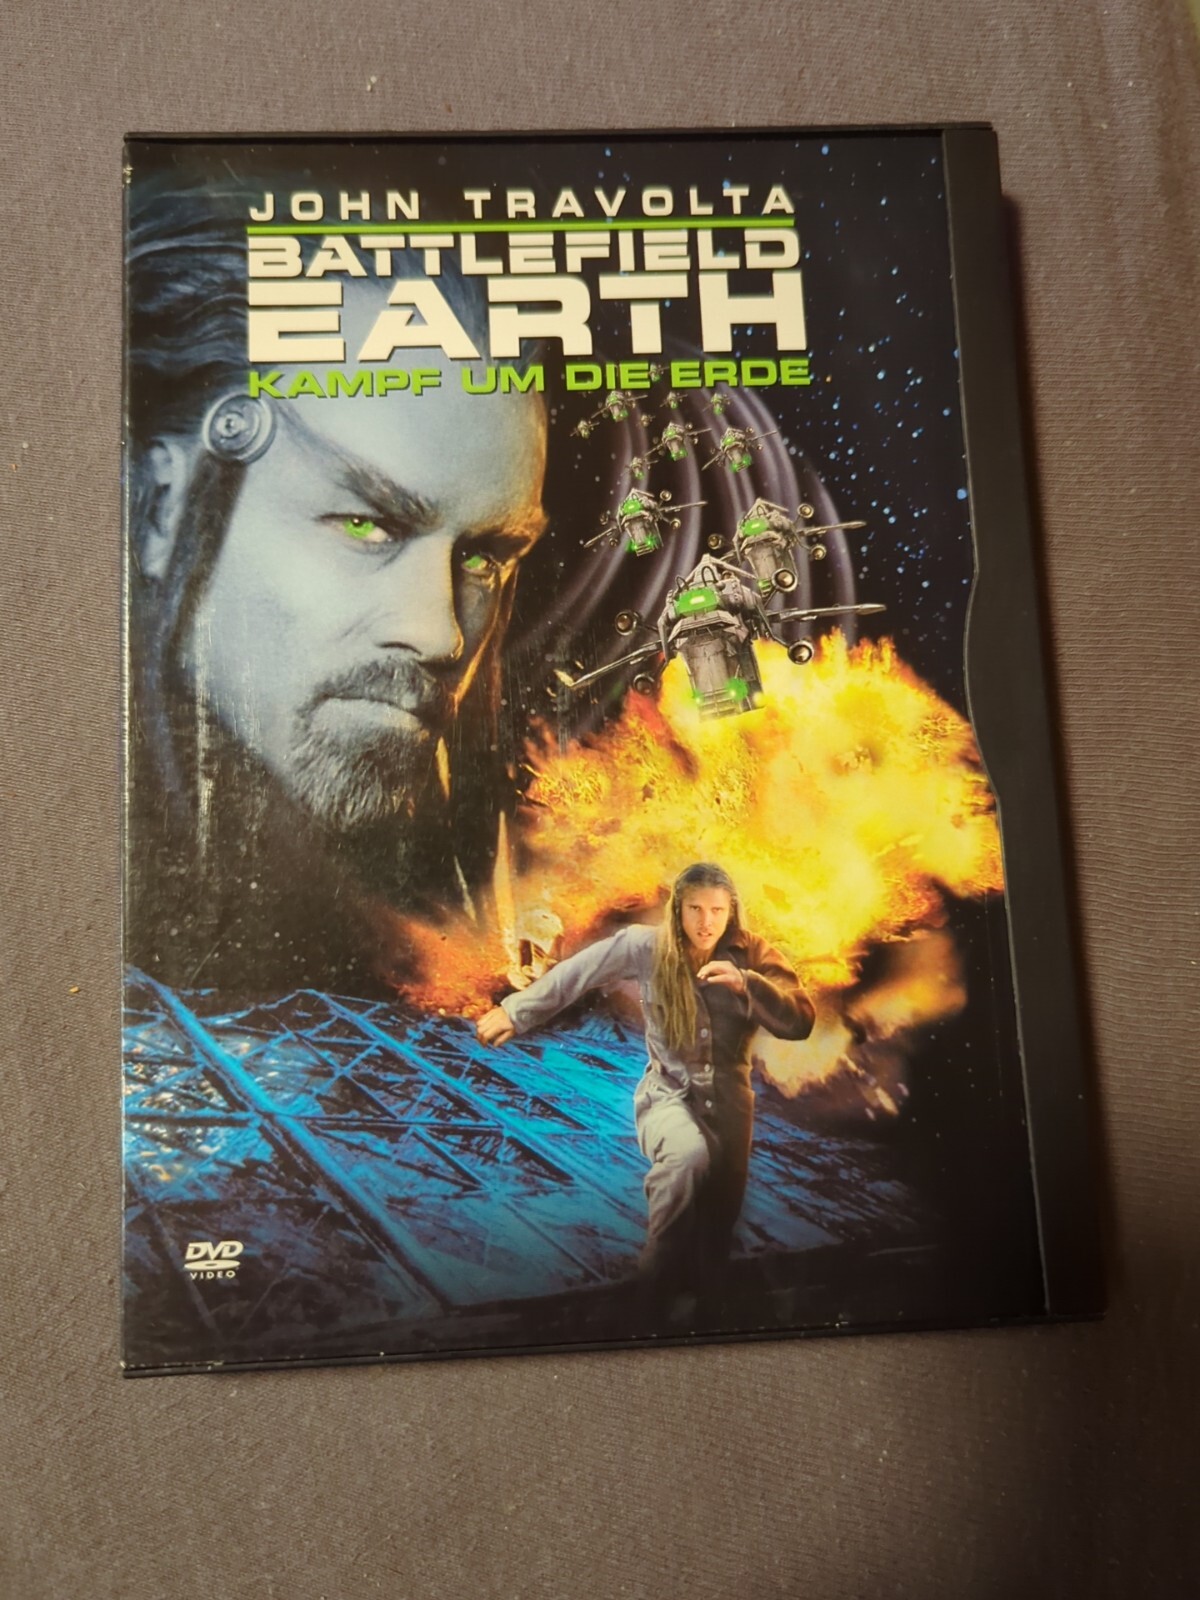 JOHN TRAVOLTA
BATTLEFIELD
EARTH
KAMPF UM DIE ERDE
DVD
VIDEO